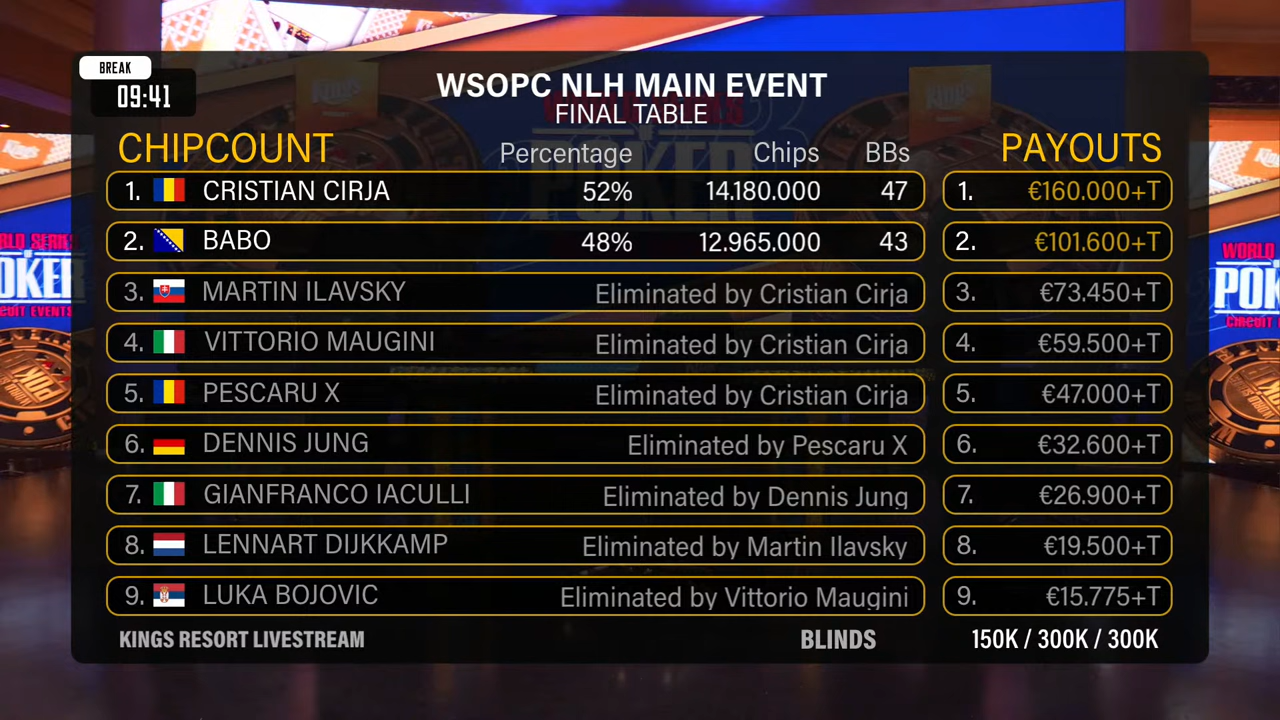 BREAK
09:41
WSOPC NLH MAIN EVENT
FINAL TABLE
CHIPCOUNT Percentage Chips BBs PAYOUTS
1. CRISTIAN CIRJA 52% 14.180.000 47 1. €160.000+T
2. BABO 48% 12.965.000 43 2. €101.600+T
3. MARTIN ILAVSKY Eliminated by Cristian Cirja 3. €73.450+T
4. VITTORIO MAUGINI Eliminated by Cristian Cirja 4. €59.500+T
5. PESCARU X Eliminated by Cristian Cirja 5. €47.000+T
6. DENNIS JUNG Eliminated by Pescaru X 6. €32.600+T
7. GIANFRANCO IACULLI Eliminated by Dennis Jung 7. €26.900+T
8. LENNART DIJKKAMP Eliminated by Martin Ilavsky 8. €19.500+T
9. LUKA BOJOVIC Eliminated by Vittorio Maugini 9. €15.775+T
KINGS RESORT LIVESTREAM BLINDS 150K / 300K / 300K
WORLD
POKER
CIRCUIT EVENTS